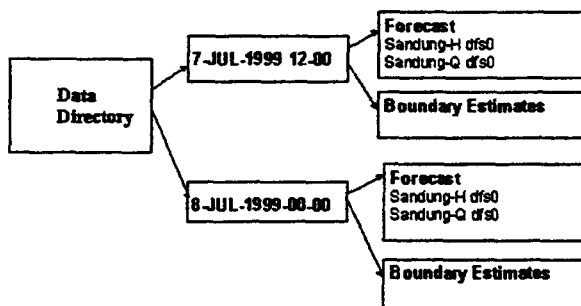 Data
Directory
7-JUL-1999 12-00
Forecast
Sandung-H dfs0
Sandung-Q dfs0
Boundary Estimates
8-JUL-1999-00-00
Forecast
Sandung-H dfs0
Sandung-Q dfs0
Boundary Estimates